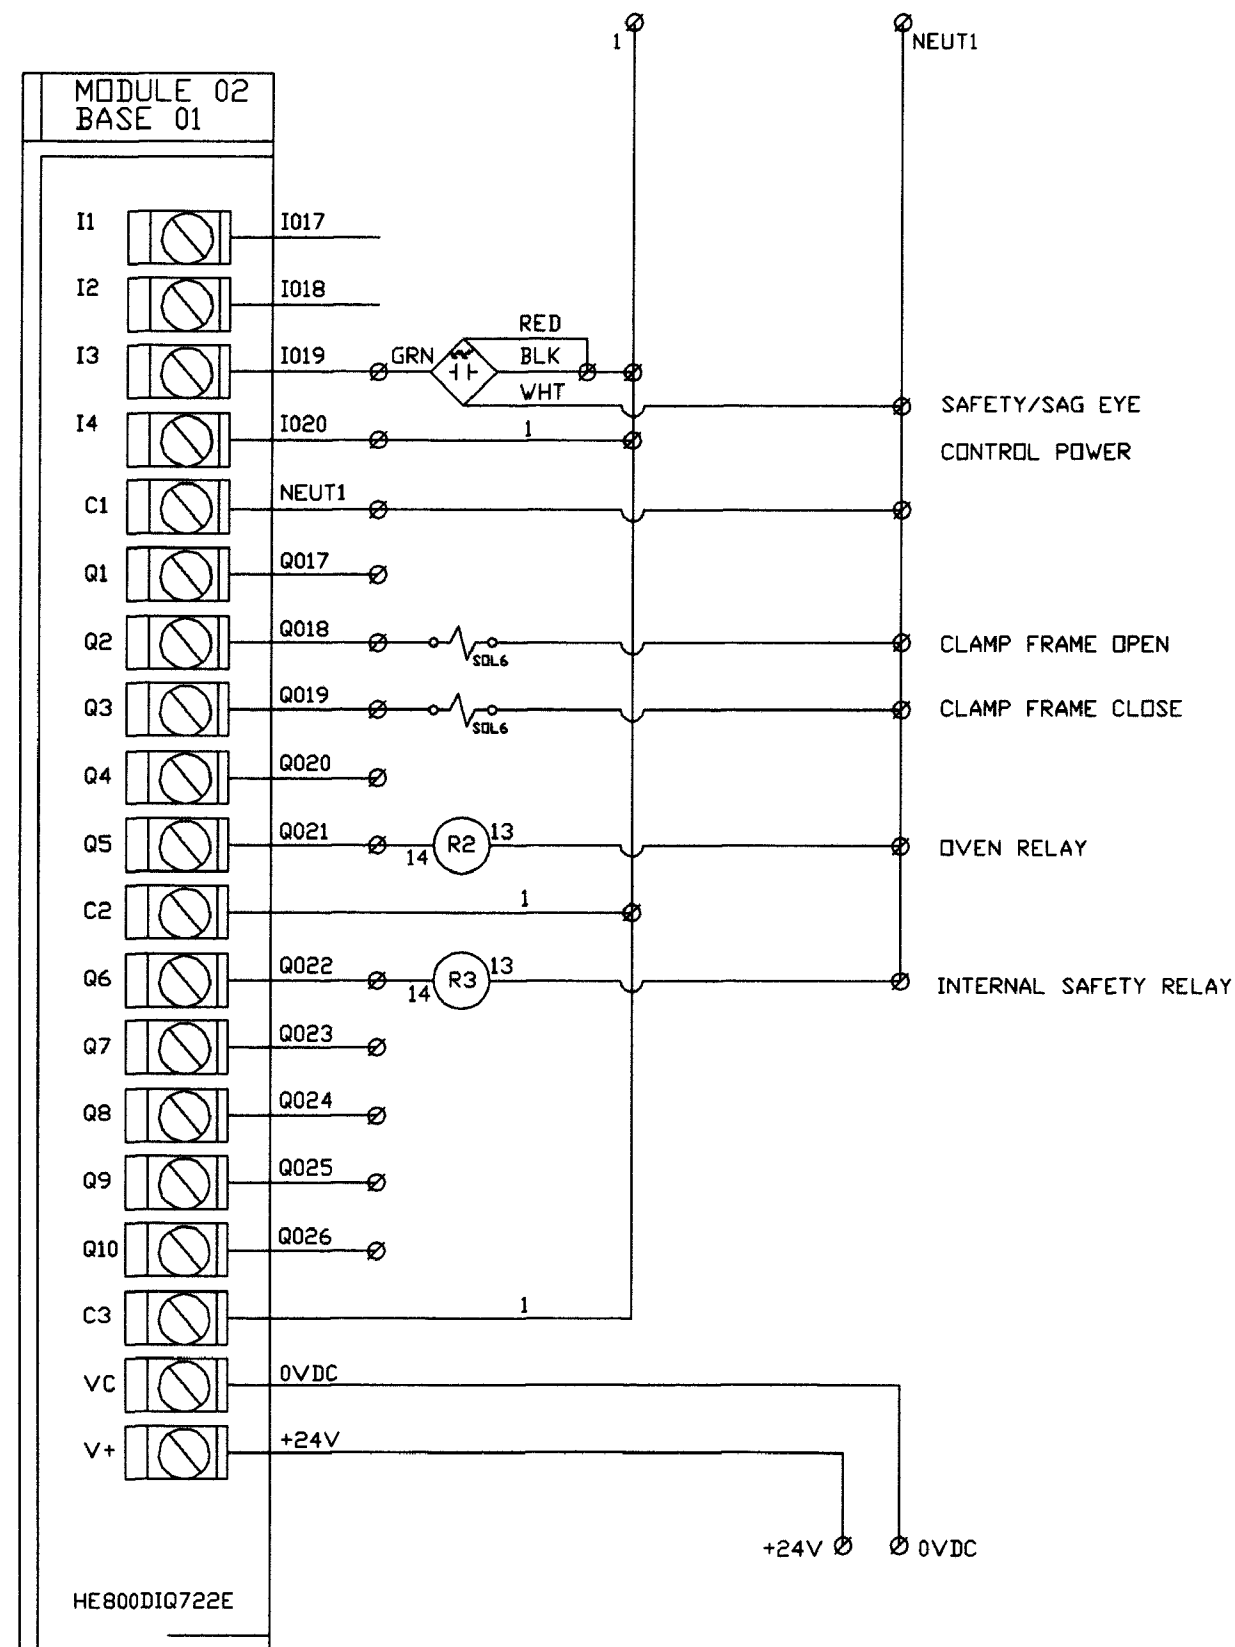 1
NEUT1
MODULE 02
BASE 01
I1 I017
I2 I018
RED
I3 I019 GRN BLK
WHT
SAFETY/SAG EYE
I4 I020 1
CONTROL POWER
C1 NEUT1
Q1 Q017
Q2 Q018 SOL6 CLAMP FRAME OPEN
Q3 Q019 SOL6 CLAMP FRAME CLOSE
Q4 Q020
Q5 Q021 14 R2 13 OVEN RELAY
C2 1
Q6 Q022 14 R3 13 INTERNAL SAFETY RELAY
Q7 Q023
Q8 Q024
Q9 Q025
Q10 Q026
C3 1
VC 0VDC
V+ +24V
+24V 0VDC
HE800DIQ722E